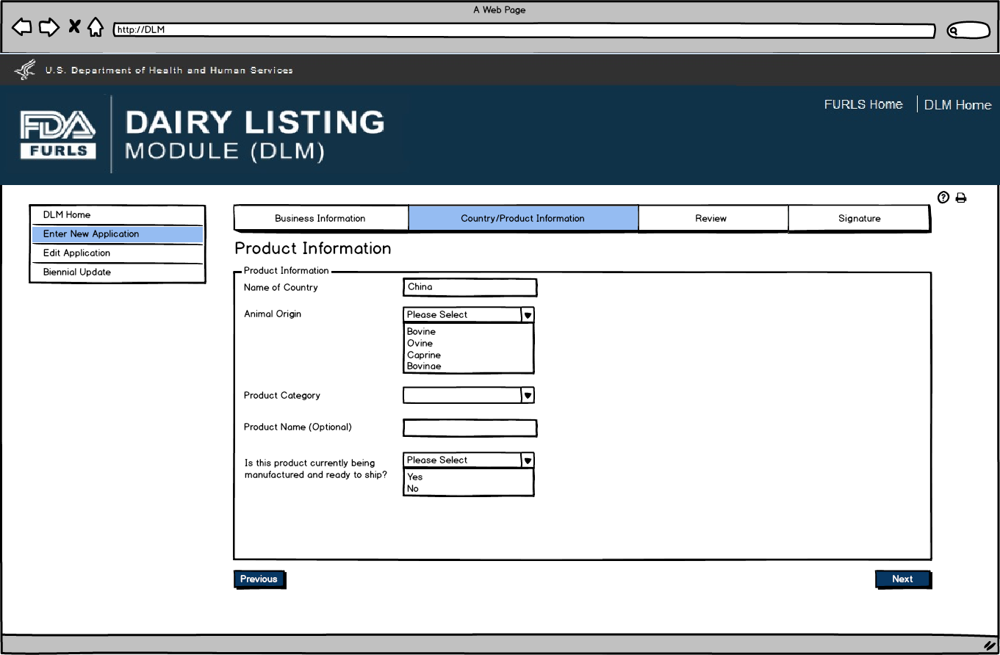 A Web Page
http://DLM
U.S. Department of Health and Human Services
FURLS Home
DLM Home
FDA
FURLS
DAIRY LISTING
MODULE (DLM)
DLM Home
Enter New Application
Edit Application
Biennial Update
Business Information
Country/Product Information
Review
Signature
?
Product Information
Product Information
Name of Country
China
Animal Origin
Please Select
Bovine
Ovine
Caprine
Bovinae
Product Category
Product Name (Optional)
Is this product currently being
manufactured and ready to ship?
Please Select
Yes
No
Previous
Next